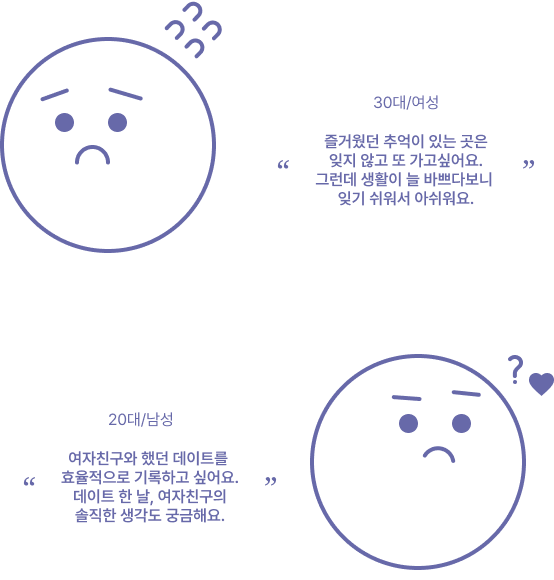 30대/여성
즐거웠던 추억이 있는 곳은
“ 잊지 않고 또 가고싶어요. ”
그런데 생활이 늘 바쁘다보니
잊기 쉬워서 아쉬워요.
?
20대/남성
여자친구와 했던 데이트를
“ 효율적으로 기록하고 싶어요. ”
데이트 한 날, 여자친구의
솔직한 생각도 궁금해요.